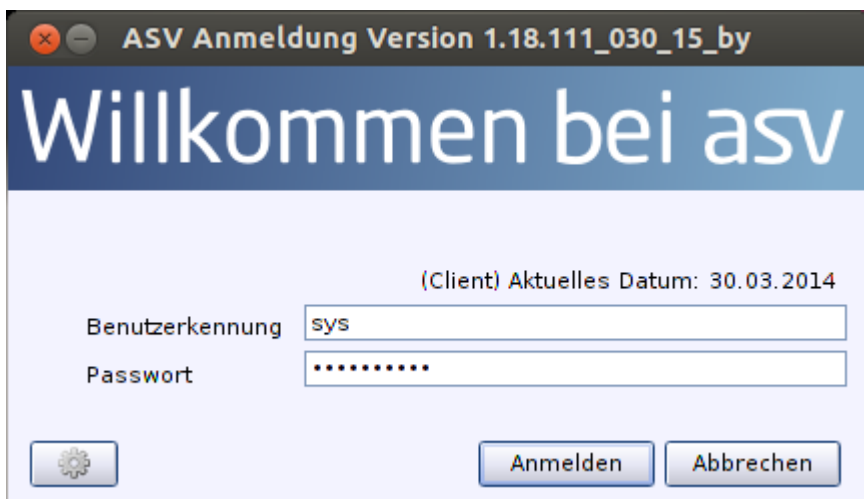 ASV Anmeldung Version 1.18.111_030_15_by
Willkommen bei asv
(Client) Aktuelles Datum: 30.03.2014
Benutzerkennung sys
Passwort ••••••••••
Anmelden Abbrechen